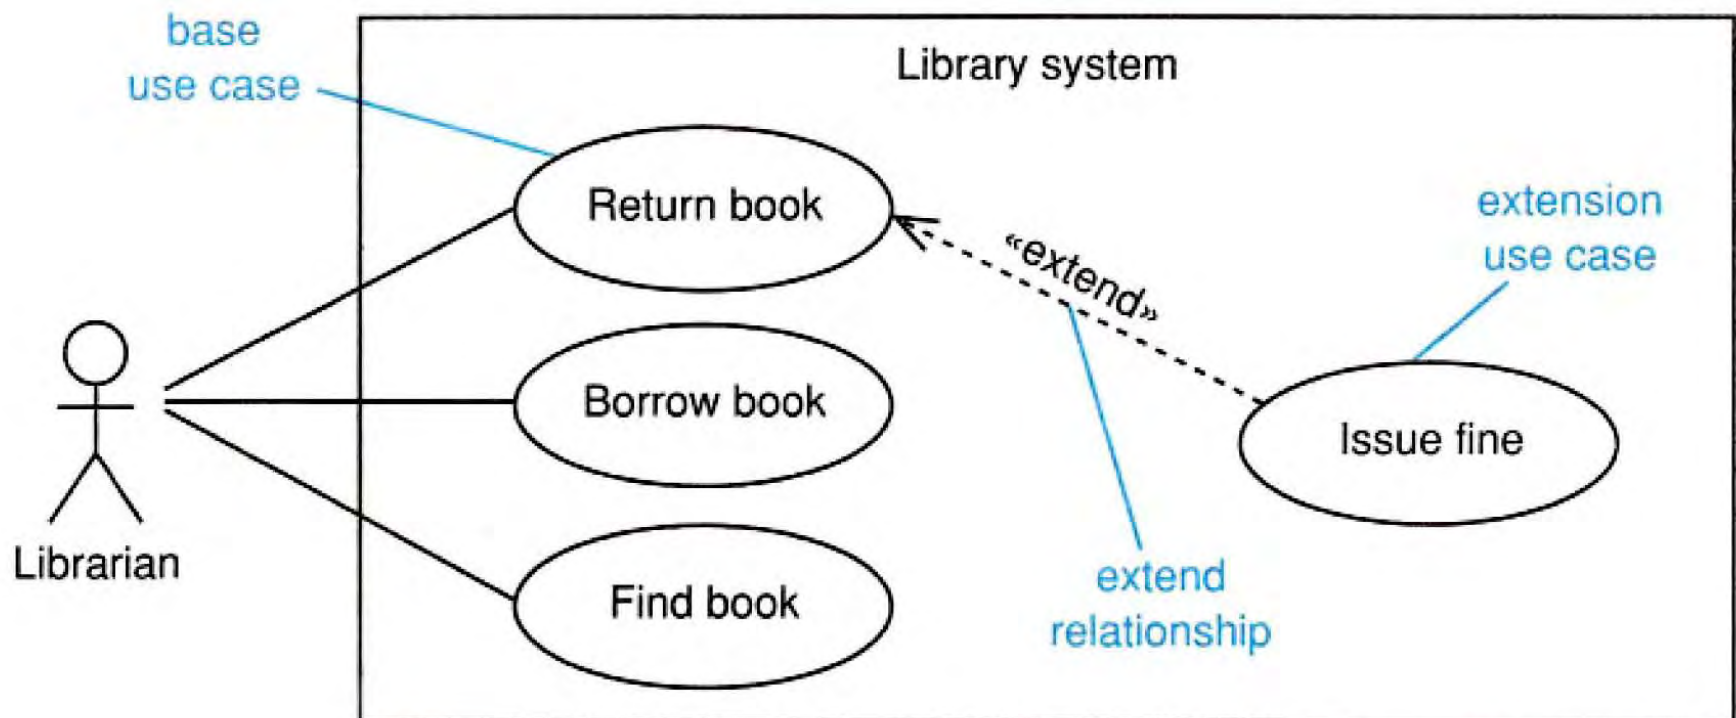 base
use case
Library system
Return book
«extend»
extension
use case
Borrow book
Issue fine
Librarian
Find book
extend
relationship